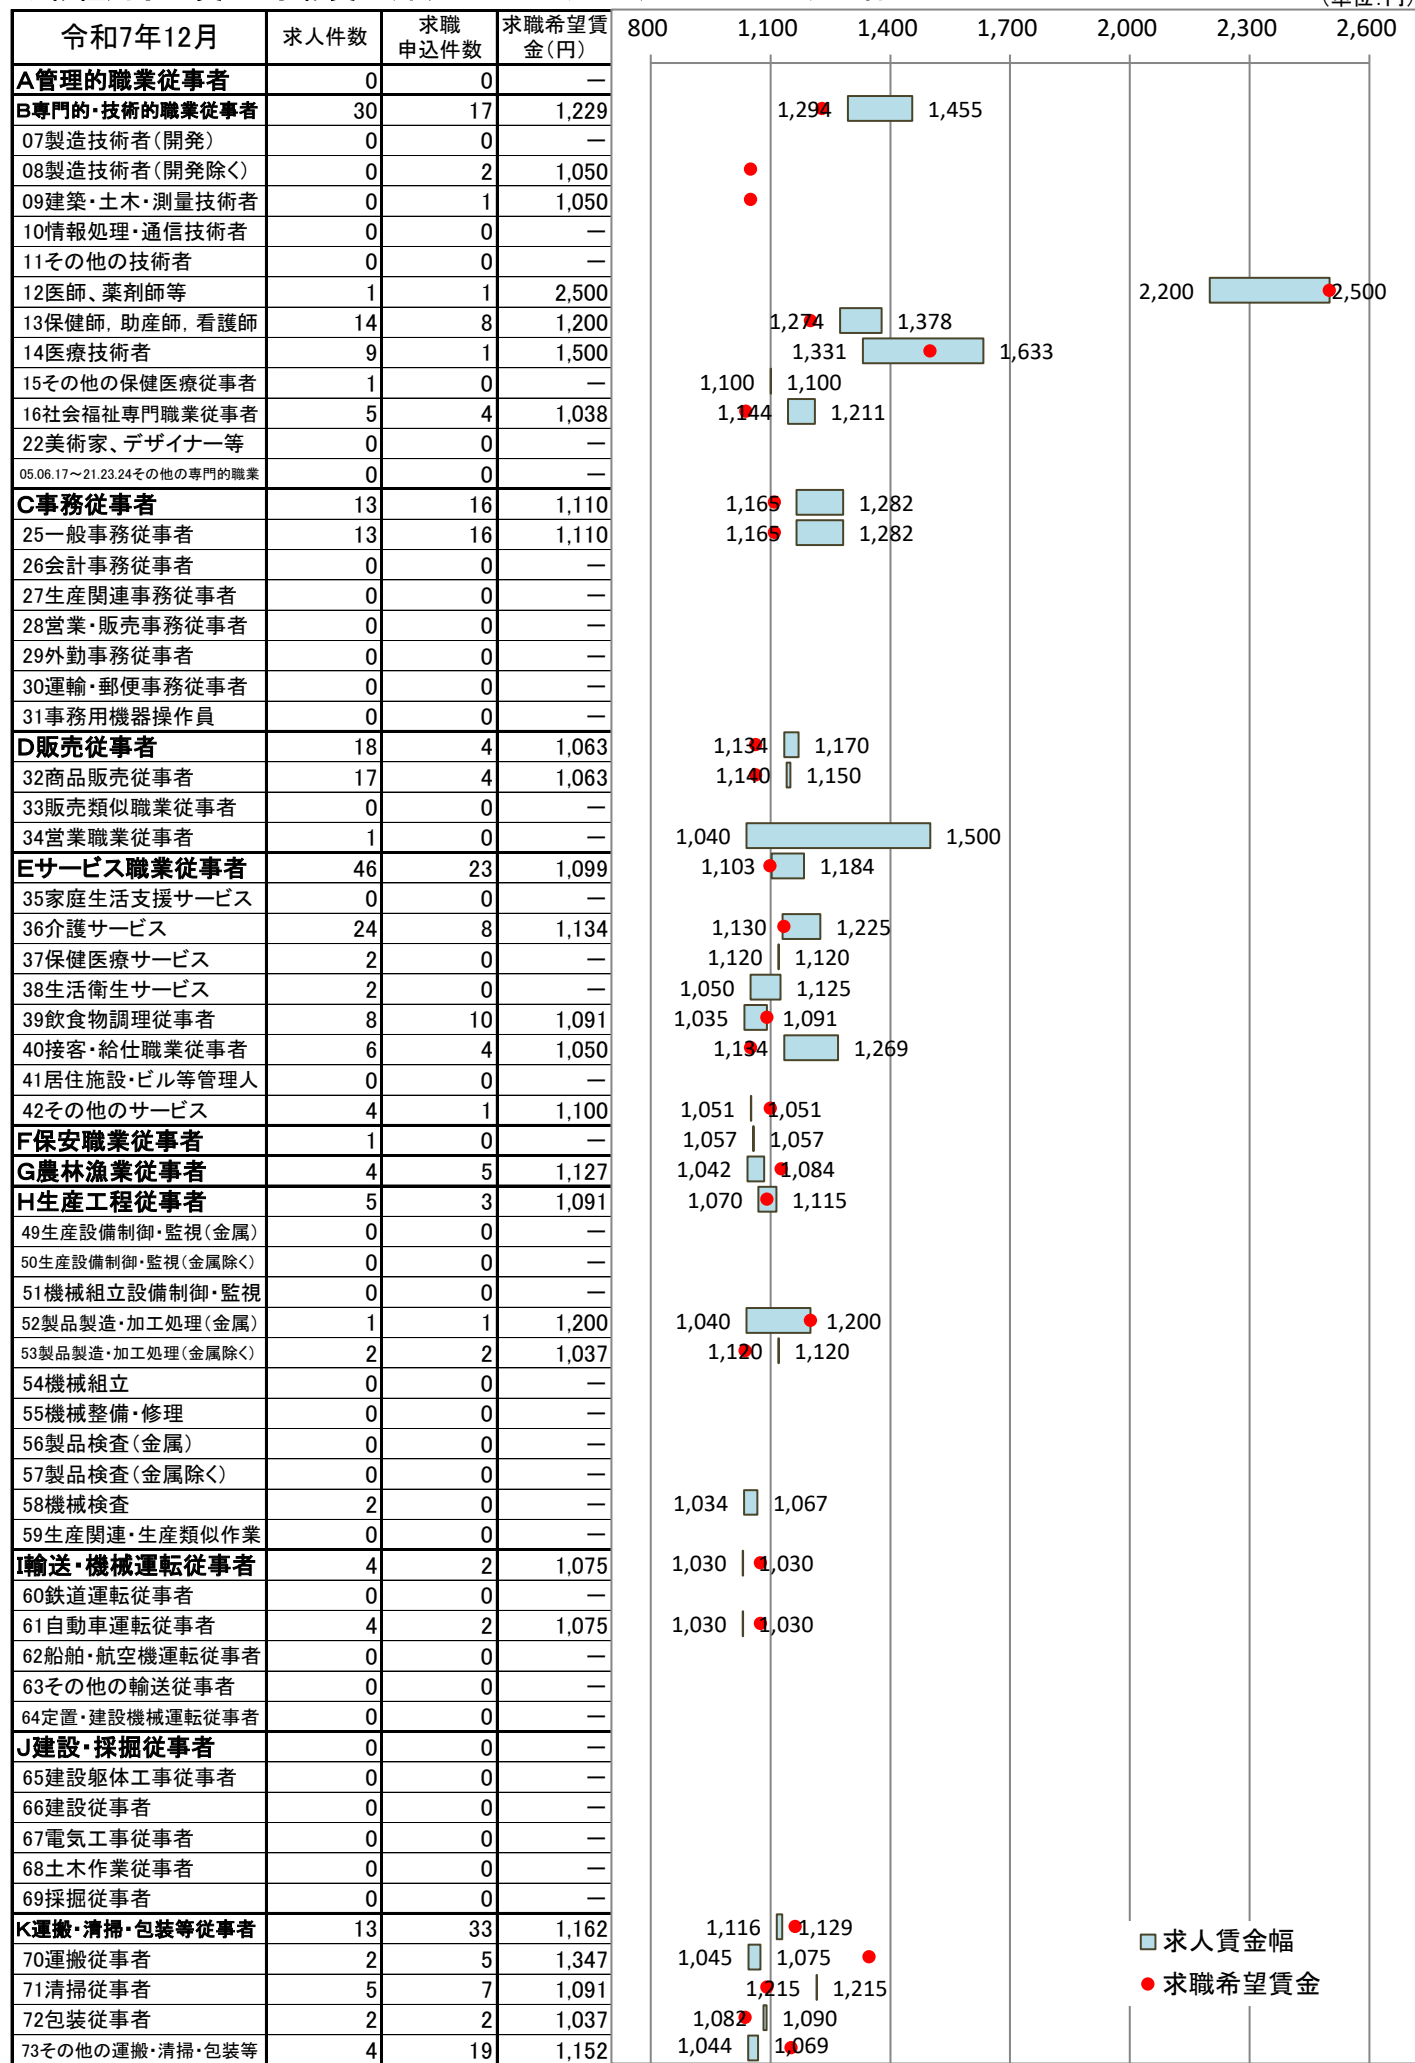 (単位:円)
令和7年12月 求人件数 求職申込件数 求職希望賃金(円) 800 1,100 1,400 1,700 2,000 2,300 2,600
A管理的職業従事者 0 0 ―
B専門的・技術的職業従事者 30 17 1,229 1,294 1,455
07製造技術者(開発) 0 0 ―
08製造技術者(開発除く) 0 2 1,050
09建築・土木・測量技術者 0 1 1,050
10情報処理・通信技術者 0 0 ―
11その他の技術者 0 0 ―
12医師、薬剤師等 1 1 2,500 2,200 2,500
13保健師,助産師,看護師 14 8 1,200 1,274 1,378
14医療技術者 9 1 1,500 1,331 1,633
15その他の保健医療従事者 1 0 ― 1,100 1,100
16社会福祉専門職業従事者 5 4 1,038 1,144 1,211
22美術家、デザイナー等 0 0 ―
05.06.17~21.23.24その他の専門的職業 0 0 ―
C事務従事者 13 16 1,110 1,165 1,282
25一般事務従事者 13 16 1,110 1,165 1,282
26会計事務従事者 0 0 ―
27生産関連事務従事者 0 0 ―
28営業・販売事務従事者 0 0 ―
29外勤事務従事者 0 0 ―
30運輸・郵便事務従事者 0 0 ―
31事務用機器操作員 0 0 ―
D販売従事者 18 4 1,063 1,134 1,170
32商品販売従事者 17 4 1,063 1,140 1,150
33販売類似職業従事者 0 0 ―
34営業職業従事者 1 0 ― 1,040 1,500
Eサービス職業従事者 46 23 1,099 1,103 1,184
35家庭生活支援サービス 0 0 ―
36介護サービス 24 8 1,134 1,130 1,225
37保健医療サービス 2 0 ― 1,120 1,120
38生活衛生サービス 2 0 ― 1,050 1,125
39飲食物調理従事者 8 10 1,091 1,035 1,091
40接客・給仕職業従事者 6 4 1,050 1,134 1,269
41居住施設・ビル等管理人 0 0 ―
42その他のサービス 4 1 1,100 1,051 1,051
F保安職業従事者 1 0 ― 1,057 1,057
G農林漁業従事者 4 5 1,127 1,042 1,084
H生産工程従事者 5 3 1,091 1,070 1,115
49生産設備制御・監視(金属) 0 0 ―
50生産設備制御・監視(金属除く) 0 0 ―
51機械組立設備制御・監視 0 0 ―
52製品製造・加工処理(金属) 1 1 1,200 1,040 1,200
53製品製造・加工処理(金属除く) 2 2 1,037 1,120 1,120
54機械組立 0 0 ―
55機械整備・修理 0 0 ―
56製品検査(金属) 0 0 ―
57製品検査(金属除く) 0 0 ―
58機械検査 2 0 ― 1,034 1,067
59生産関連・生産類似作業 0 0 ―
I輸送・機械運転従事者 4 2 1,075 1,030 1,030
60鉄道運転従事者 0 0 ―
61自動車運転従事者 4 2 1,075 1,030 1,030
62船舶・航空機運転従事者 0 0 ―
63その他の輸送従事者 0 0 ―
64定置・建設機械運転従事者 0 0 ―
J建設・採掘従事者 0 0 ―
65建設躯体工事従事者 0 0 ―
66建設従事者 0 0 ―
67電気工事従事者 0 0 ―
68土木作業従事者 0 0 ―
69採掘従事者 0 0 ―
K運搬・清掃・包装等従事者 13 33 1,162 1,116 1,129
70運搬従事者 2 5 1,347 1,045 1,075
71清掃従事者 5 7 1,091 1,215 1,215
72包装従事者 2 2 1,037 1,082 1,090
73その他の運搬・清掃・包装等 4 19 1,152 1,044 1,069
求人賃金幅
求職希望賃金